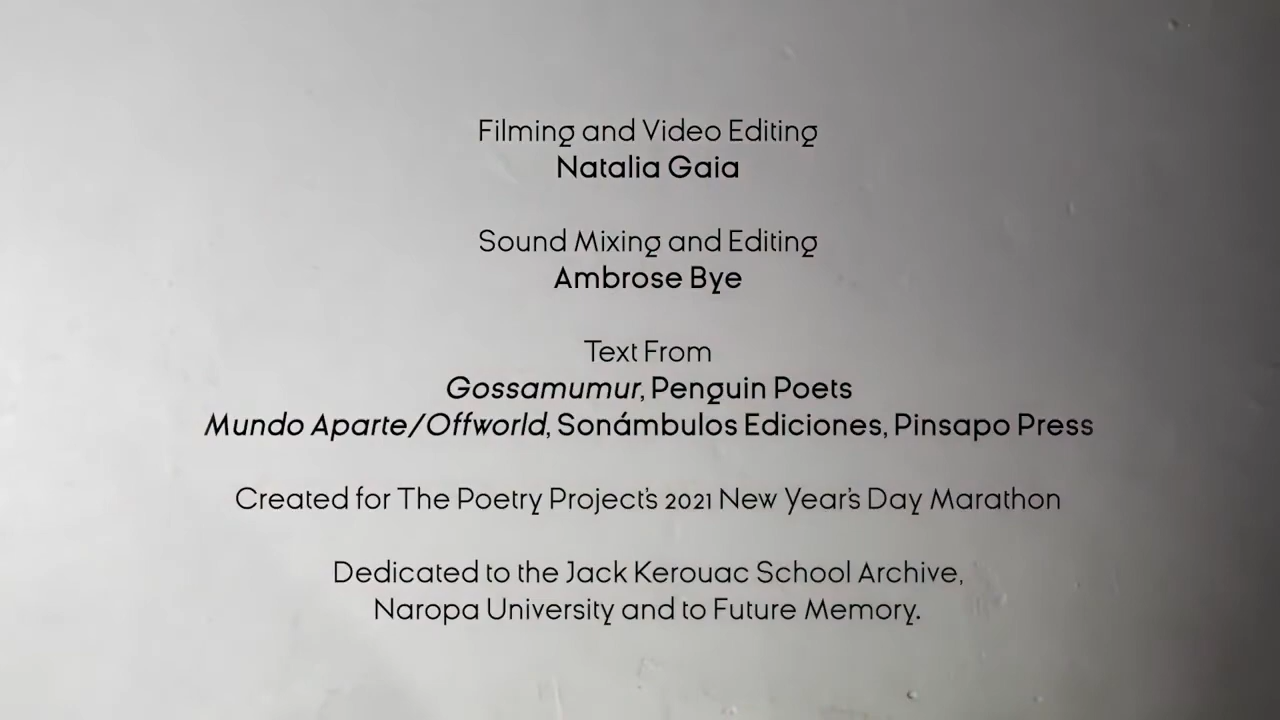 Filming and Video Editing
Natalia Gaia
Sound Mixing and Editing
Ambrose Bye
Text From
Gossamumur, Penguin Poets
Mundo Aparte/Offworld, Sonámbulos Ediciones, Pinsapo Press
Created for The Poetry Project's 2021 New Year's Day Marathon
Dedicated to the Jack Kerouac School Archive,
Naropa University and to Future Memory.